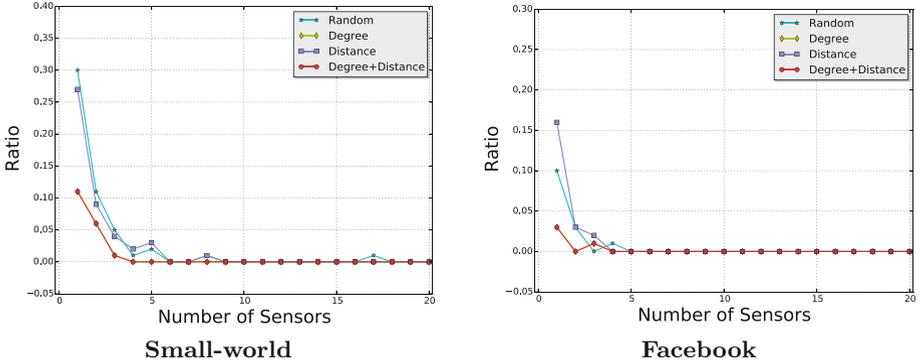 0.40
0.35
0.30
0.25
0.20
0.15
0.10
0.05
0.00
−0.05
0
5
10
15
20
Ratio
Number of Sensors
Random
Degree
Distance
Degree+Distance
Small-world
0.30
0.25
0.20
0.15
0.10
0.05
0.00
−0.05
0
5
10
15
20
Ratio
Number of Sensors
Random
Degree
Distance
Degree+Distance
Facebook